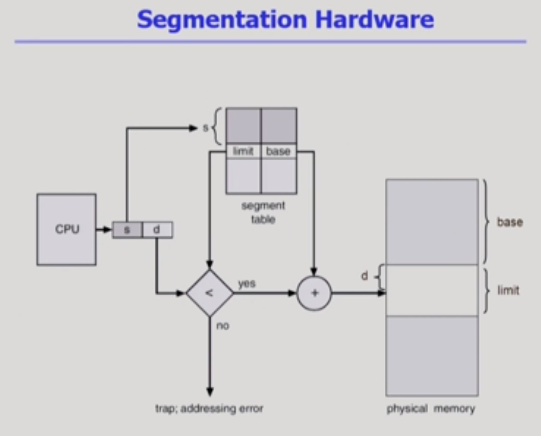 Segmentation Hardware
s
limit base
segment
table
CPU
s d
<
yes
+
no
trap; addressing error
d
base
limit
physical memory